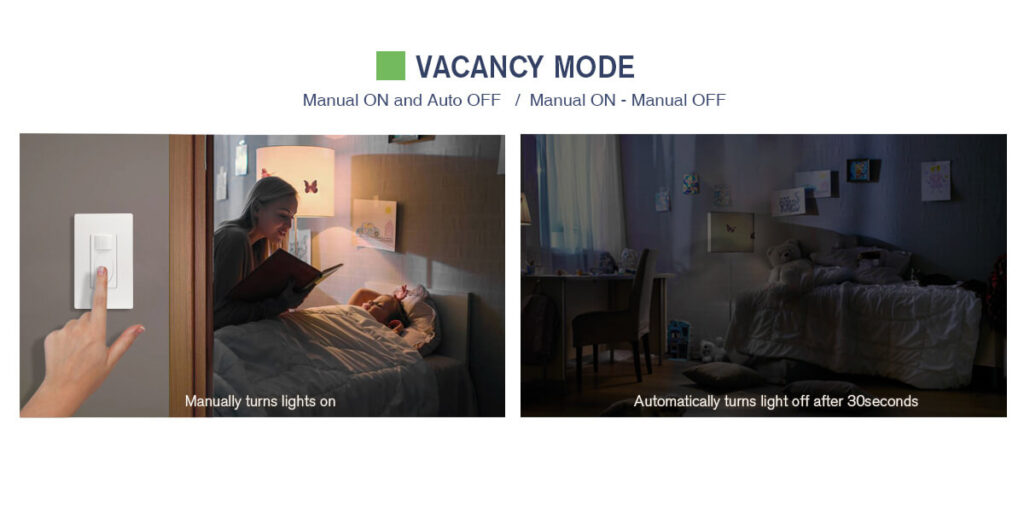 VACANCY MODE
Manual ON and Auto OFF / Manual ON - Manual OFF
Manually turns lights on
Automatically turns light off after 30seconds